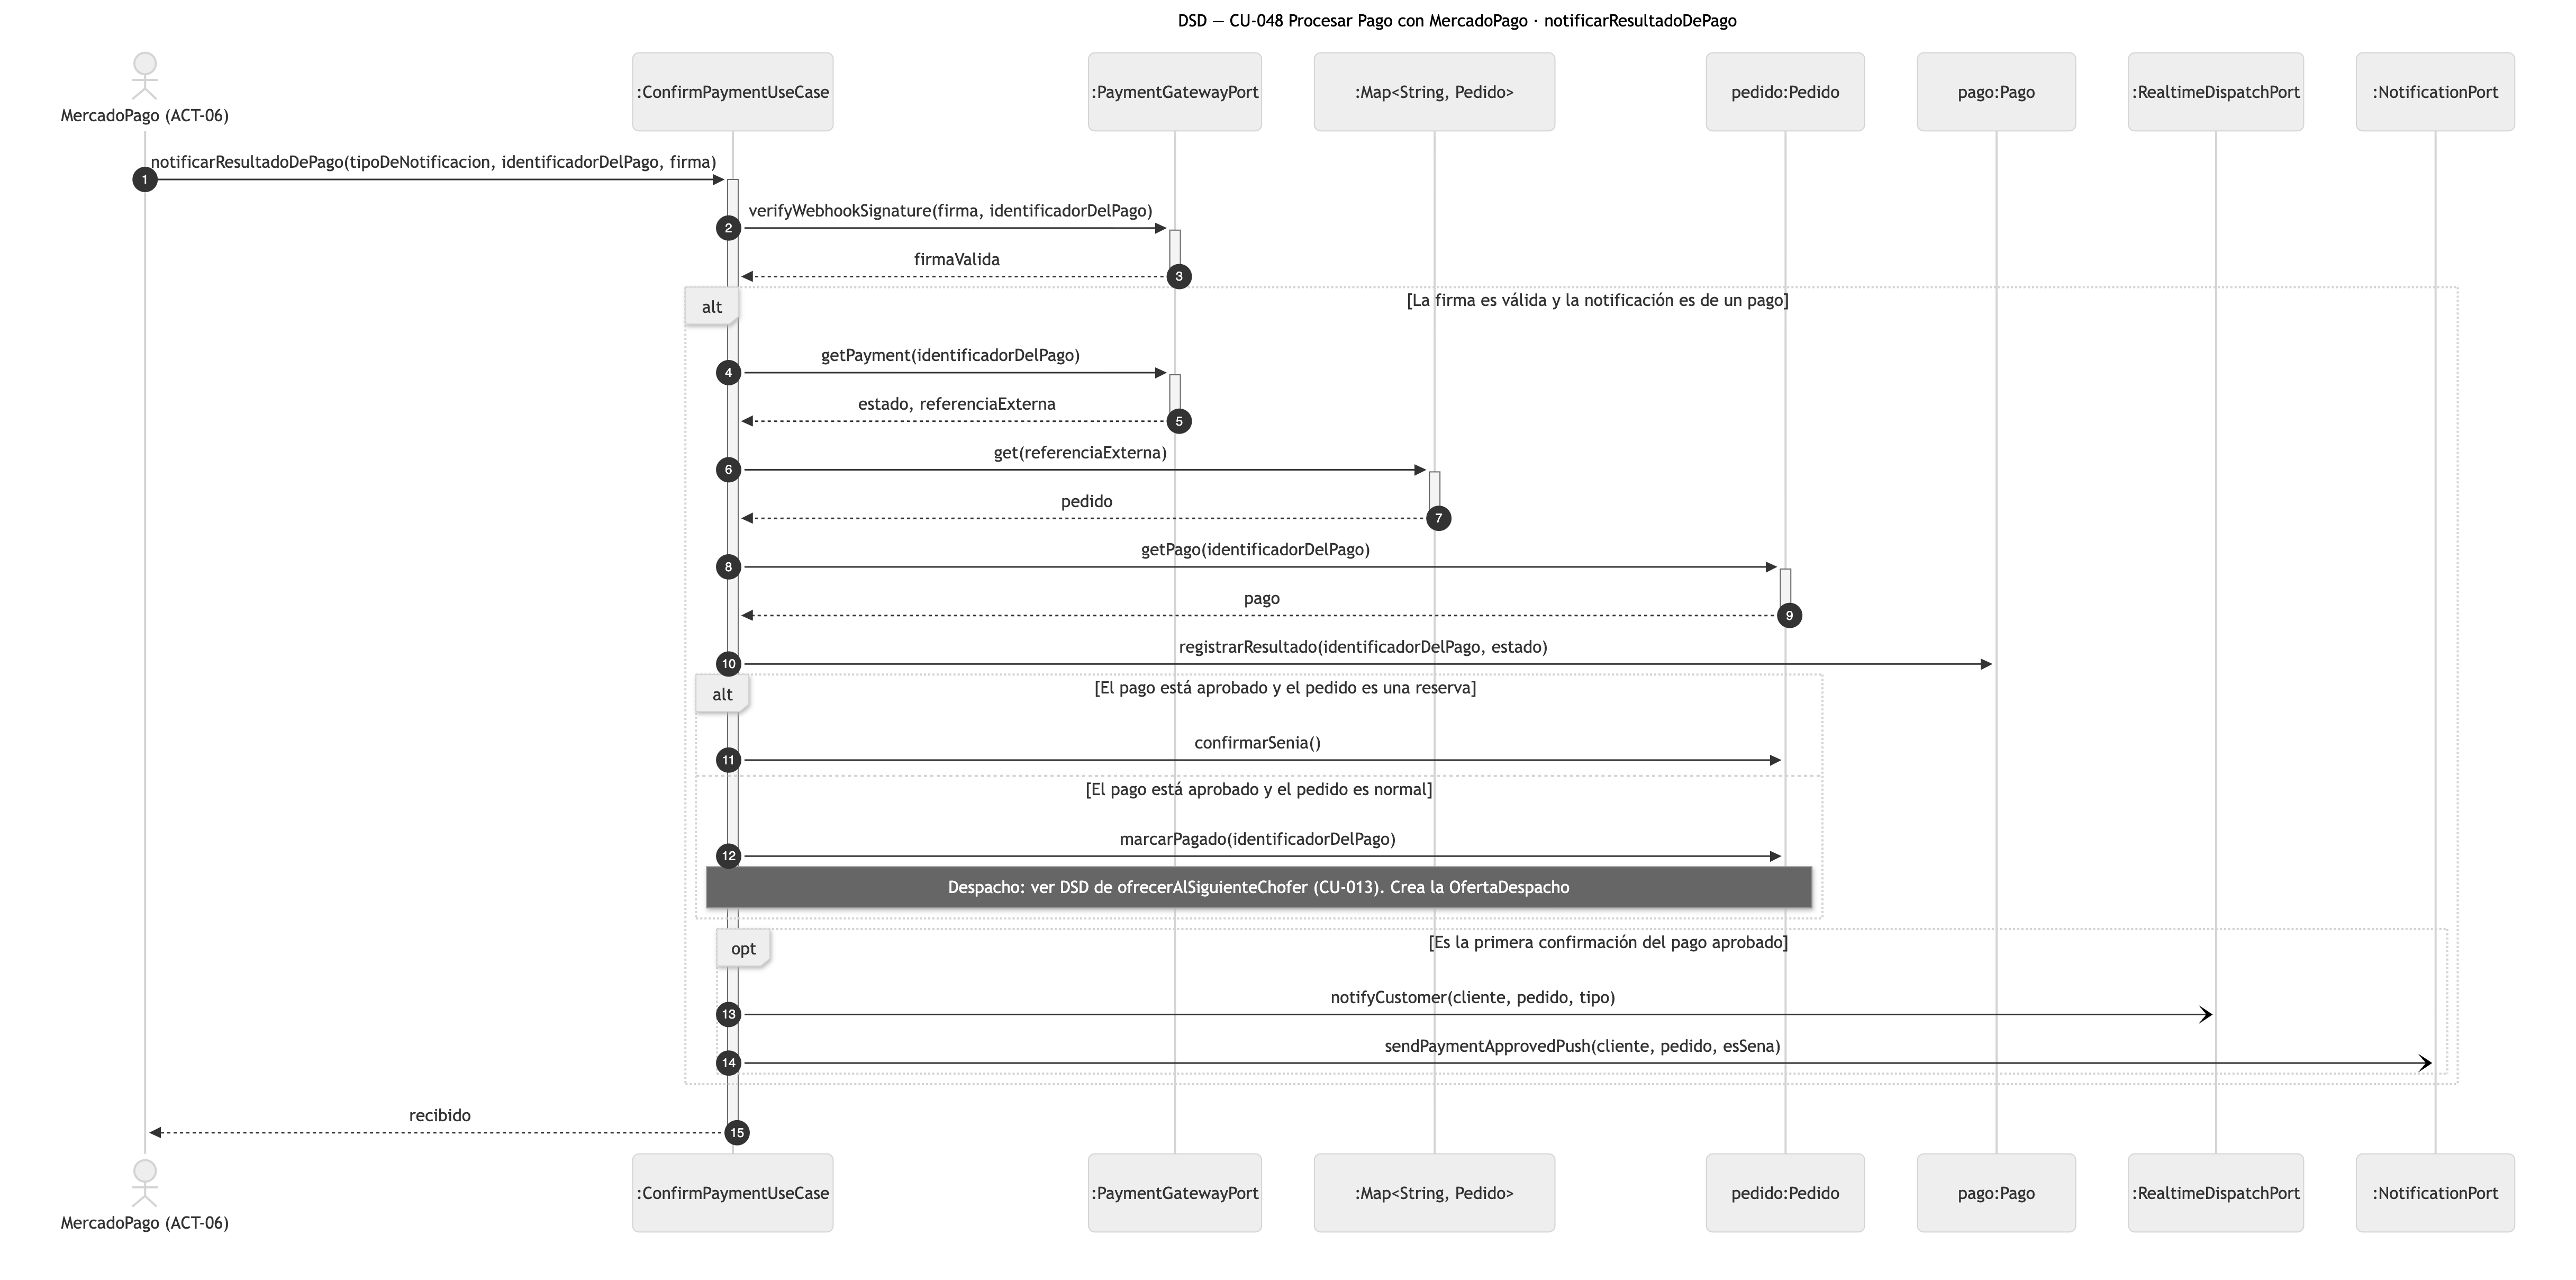 DSD — CU-048 Procesar Pago con MercadoPago · notificarResultadoDePago
MercadoPago (ACT-06)
:ConfirmPaymentUseCase
:PaymentGatewayPort
:Map<String, Pedido>
pedido:Pedido
pago:Pago
:RealtimeDispatchPort
:NotificationPort
notificarResultadoDePago(tipoDeNotificacion, identificadorDelPago, firma)
1
verifyWebhookSignature(firma, identificadorDelPago)
2
firmaValida
3
alt
[La firma es válida y la notificación es de un pago]
getPayment(identificadorDelPago)
4
estado, referenciaExterna
5
get(referenciaExterna)
6
pedido
7
getPago(identificadorDelPago)
8
pago
9
registrarResultado(identificadorDelPago, estado)
10
alt
[El pago está aprobado y el pedido es una reserva]
confirmarSenia()
11
[El pago está aprobado y el pedido es normal]
marcarPagado(identificadorDelPago)
12
Despacho: ver DSD de ofrecerAlSiguienteChofer (CU-013). Crea la OfertaDespacho
opt
[Es la primera confirmación del pago aprobado]
notifyCustomer(cliente, pedido, tipo)
13
sendPaymentApprovedPush(cliente, pedido, esSena)
14
recibido
15
MercadoPago (ACT-06)
:ConfirmPaymentUseCase
:PaymentGatewayPort
:Map<String, Pedido>
pedido:Pedido
pago:Pago
:RealtimeDispatchPort
:NotificationPort